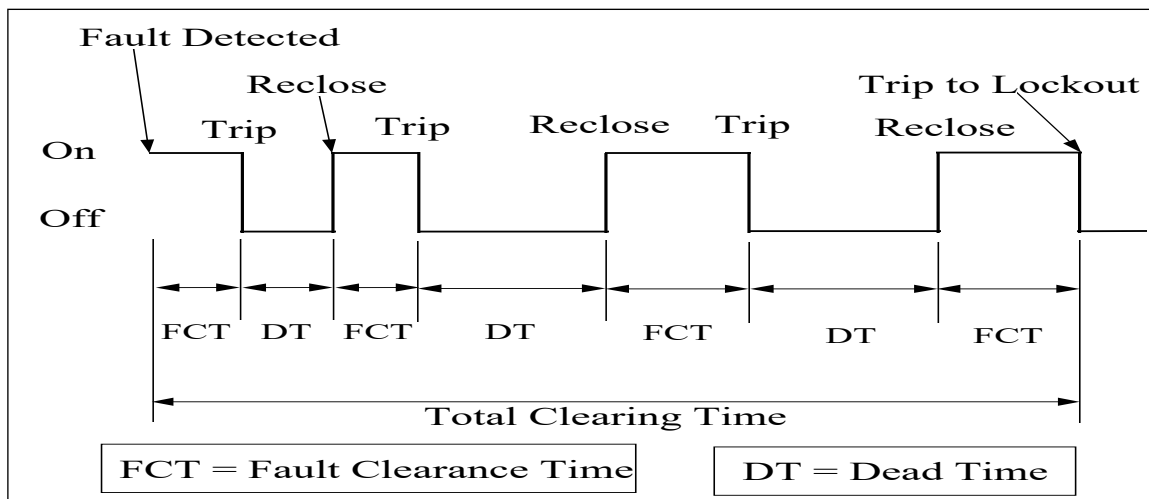 Fault Detected
Reclose
Trip to Lockout
Trip
Trip
Reclose
Trip
Reclose
On
Off
FCT
DT
FCT
DT
FCT
DT
FCT
Total Clearing Time
FCT = Fault Clearance Time
DT = Dead Time